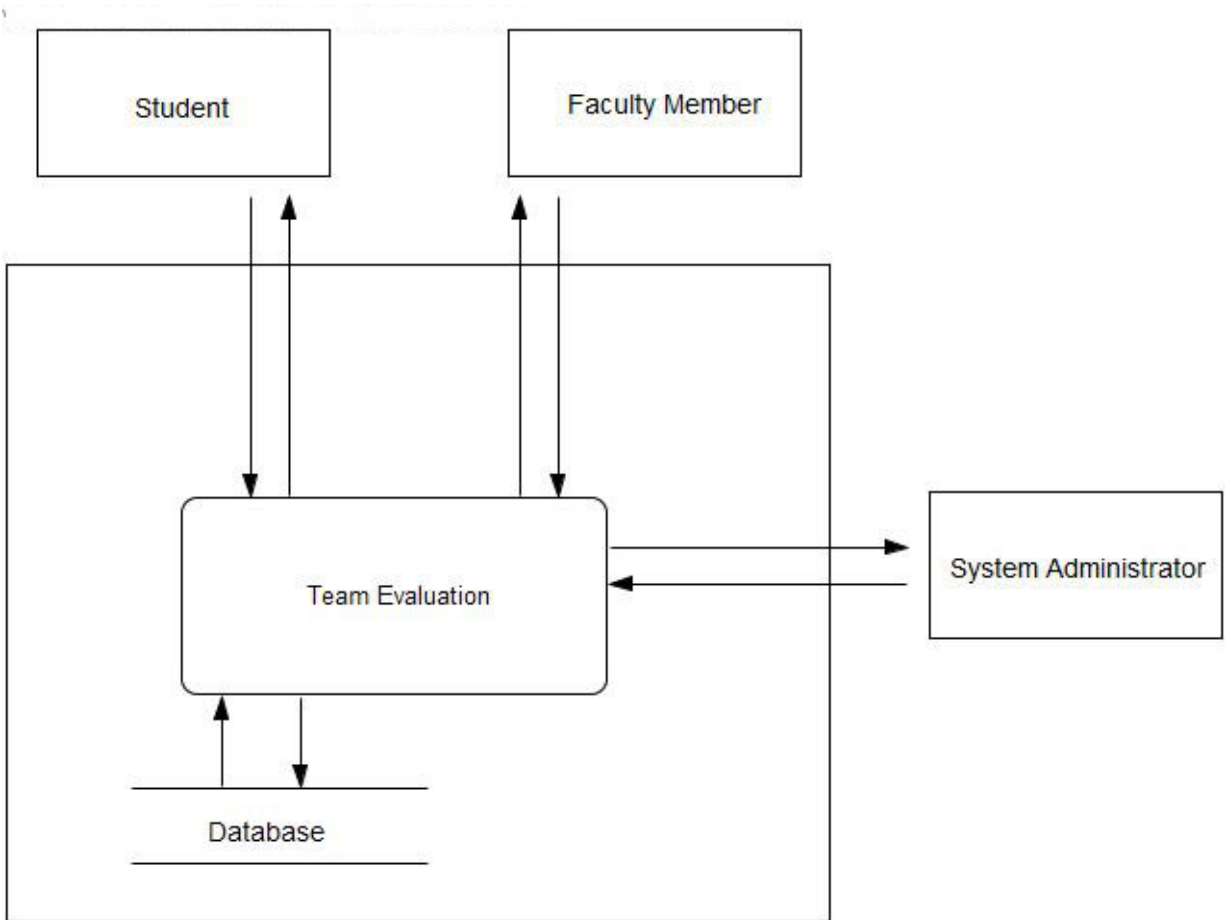 Student
Faculty Member
System Administrator
Team Evaluation
Database